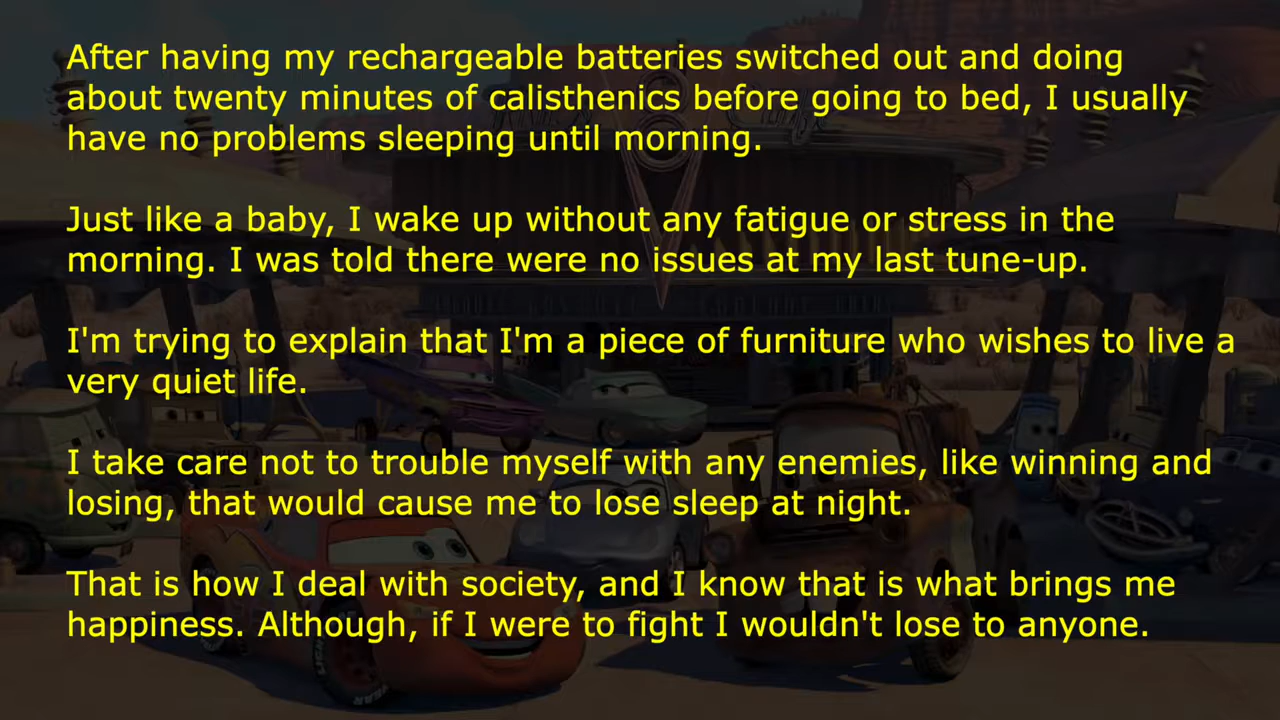 After having my rechargeable batteries switched out and doing
about twenty minutes of calisthenics before going to bed, I usually
have no problems sleeping until morning.
Just like a baby, I wake up without any fatigue or stress in the
morning. I was told there were no issues at my last tune-up.
I'm trying to explain that I'm a piece of furniture who wishes to live a
very quiet life.
I take care not to trouble myself with any enemies, like winning and
losing, that would cause me to lose sleep at night.
That is how I deal with society, and I know that is what brings me
happiness. Although, if I were to fight I wouldn't lose to anyone.